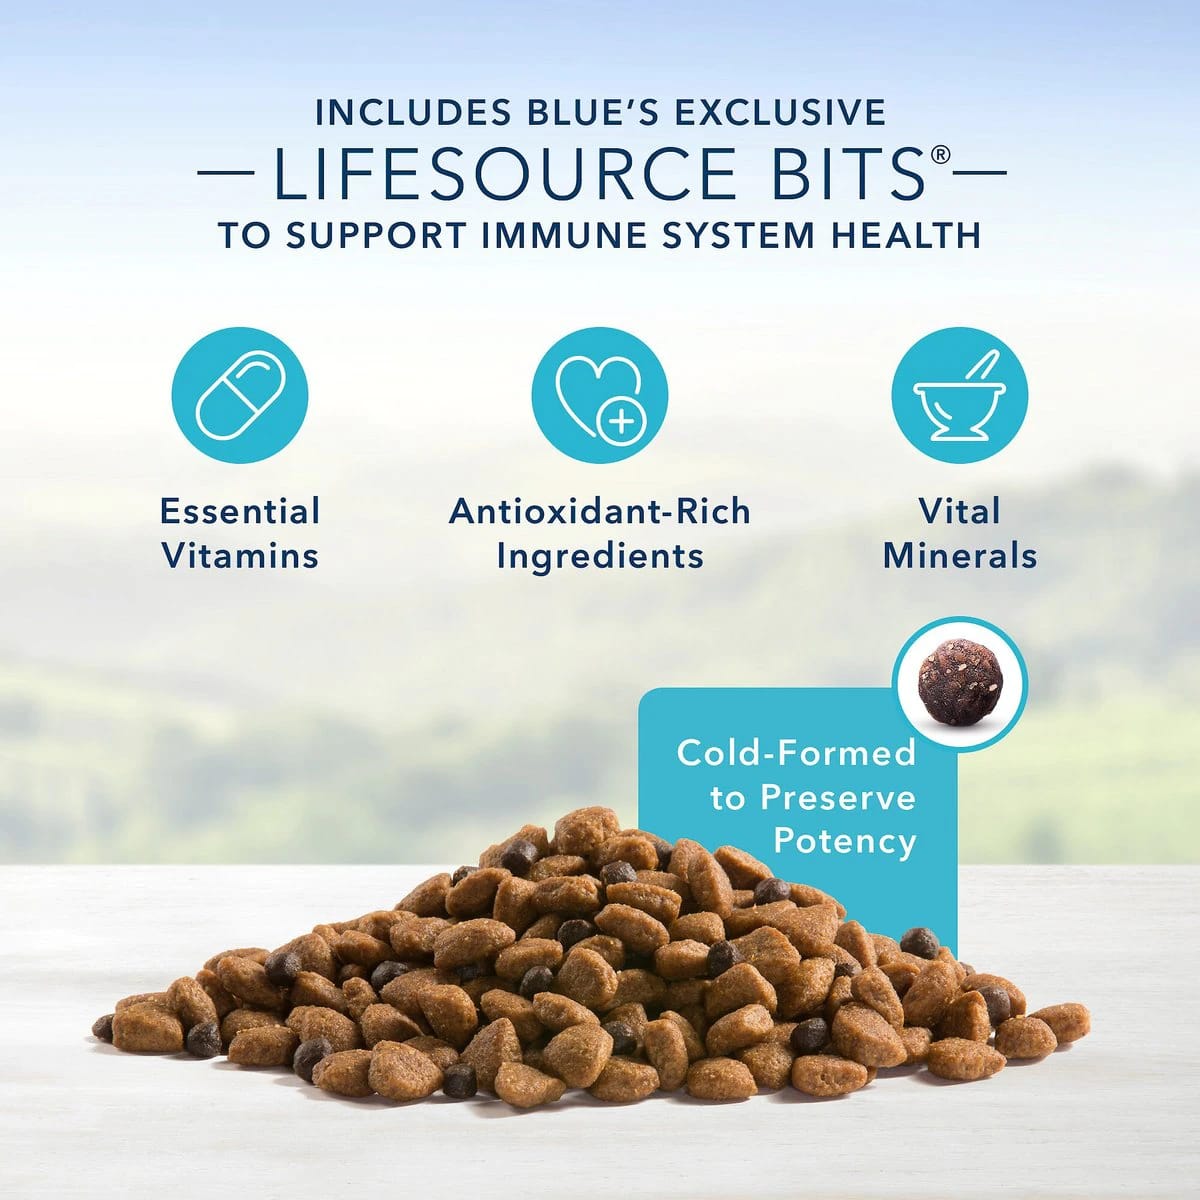 INCLUDES BLUE’S EXCLUSIVE
LIFESOURCE BITS®
TO SUPPORT IMMUNE SYSTEM HEALTH
Essential
Vitamins
Antioxidant-Rich
Ingredients
Vital
Minerals
Cold-Formed
to Preserve
Potency